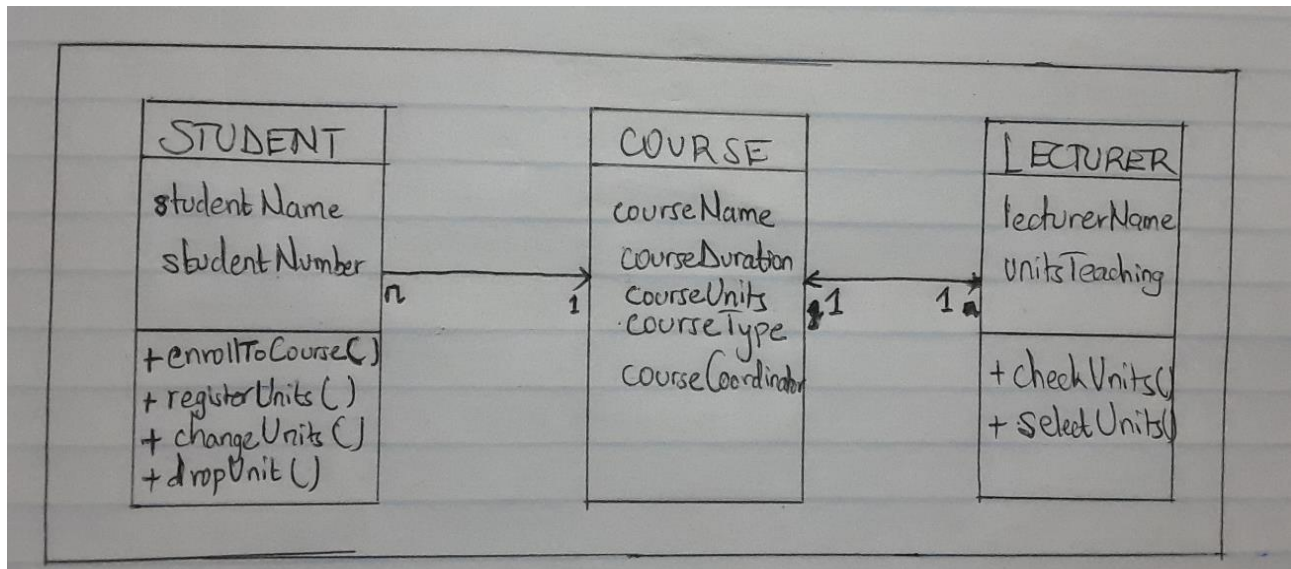 STUDENT
studentName
studentNumber
+enrollToCourse()
+registerUnits()
+changeUnits()
+dropUnit()
n
1
COURSE
courseName
courseDuration
courseUnits
courseType
courseCoordinator
1
1
LECTURER
lecturerName
unitsTeaching
+checkUnits()
+selectUnits()